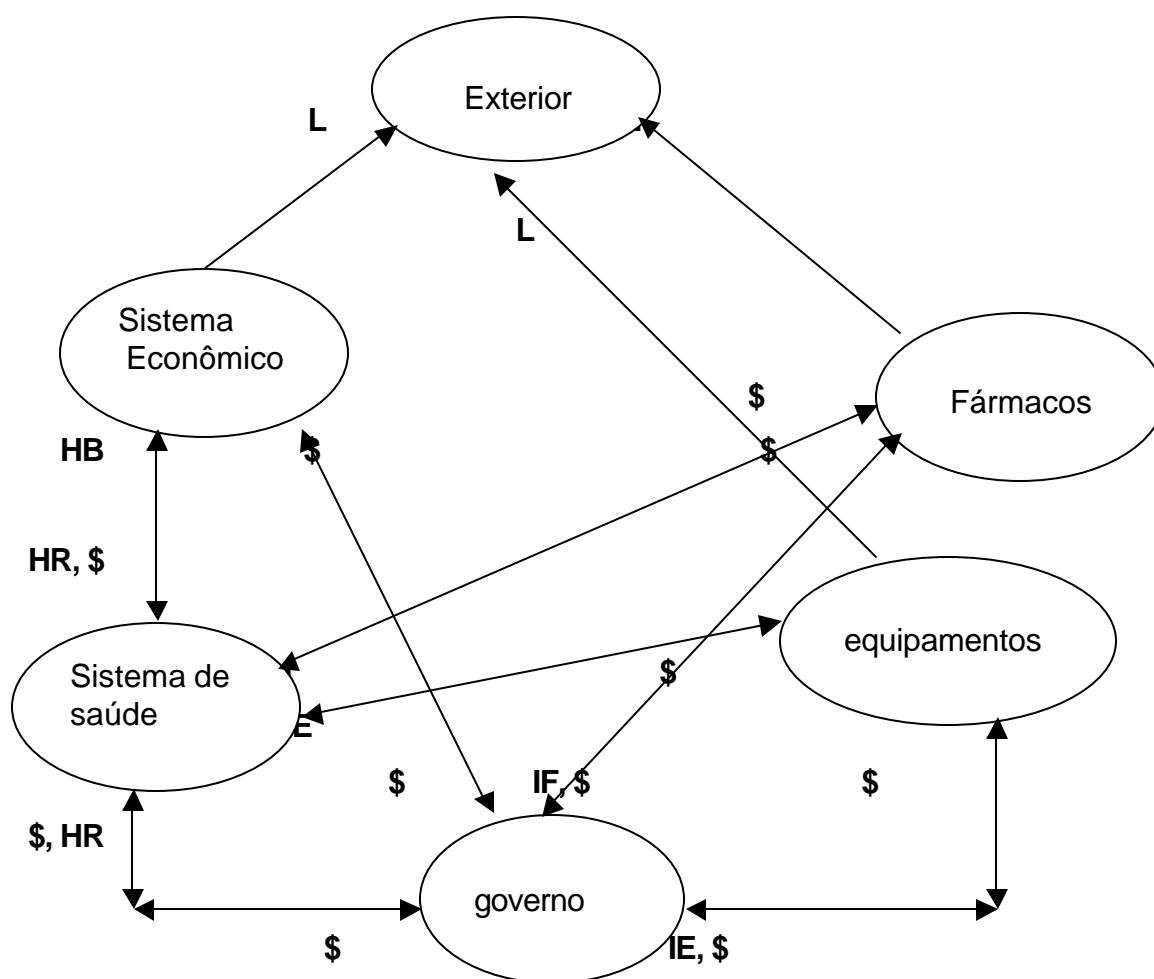 Exterior
L
L
Sistema
Econômico
$
Fármacos
HB
$
$
HR, $
equipamentos
Sistema de
saúde
$
E
$
IF, $
$
$, HR
governo
$
IE, $